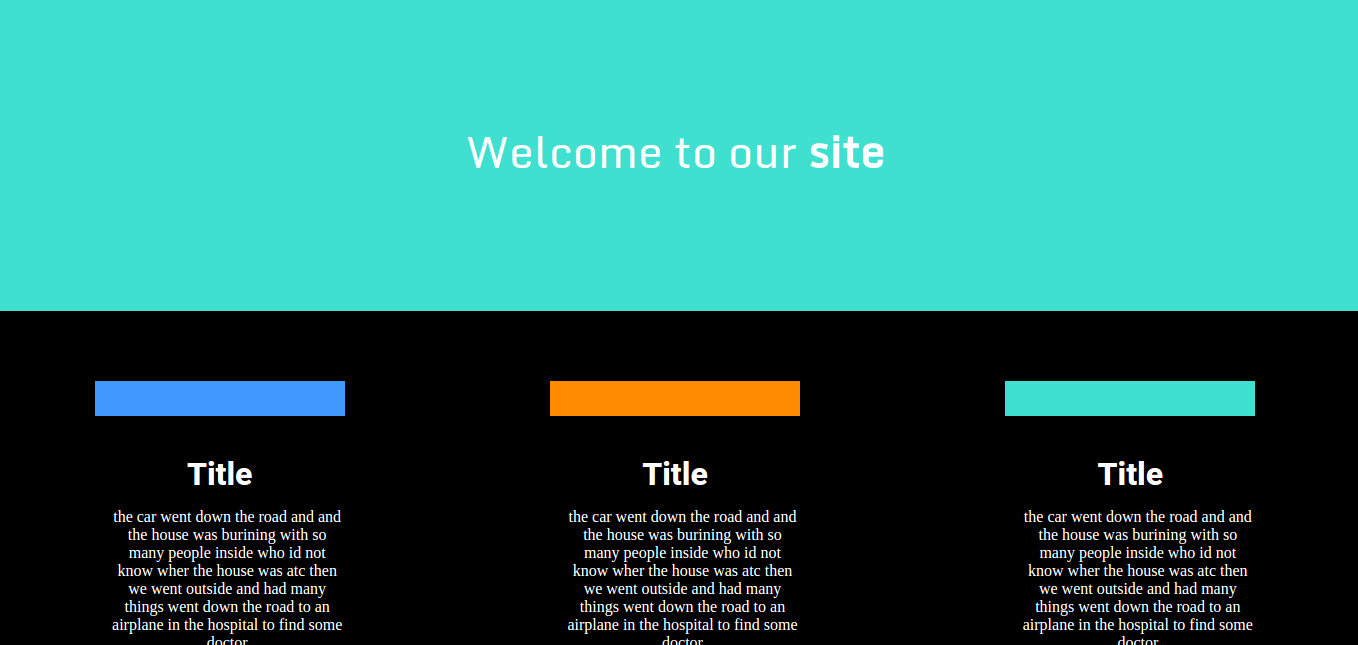 Welcome to our site
Title
the car went down the road and and
the house was burining with so
many people inside who id not
know wher the house was atc then
we went outside and had many
things went down the road to an
airplane in the hospital to find some
doctor
Title
the car went down the road and and
the house was burining with so
many people inside who id not
know wher the house was atc then
we went outside and had many
things went down the road to an
airplane in the hospital to find some
doctor
Title
the car went down the road and and
the house was burining with so
many people inside who id not
know wher the house was atc then
we went outside and had many
things went down the road to an
airplane in the hospital to find some
doctor